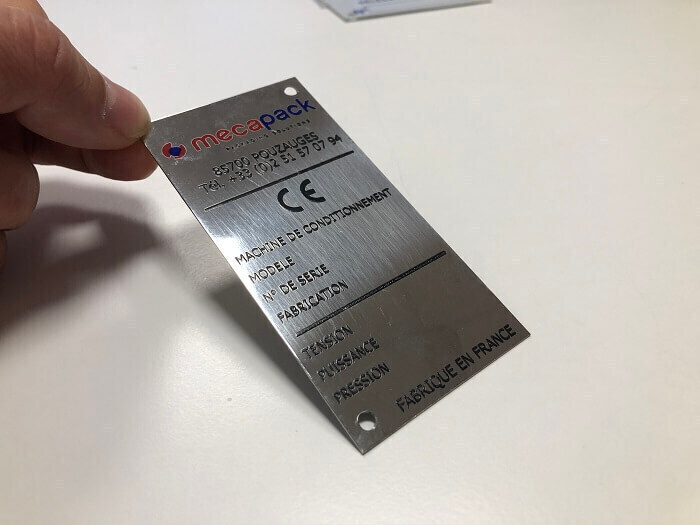 mecapack
85700 POUZAUGES
Tél. +33 (0)2 51 57 07 94
CE
MACHINE DE CONDITIONNEMENT
MODELE
N° DE SERIE
FABRICATION
TENSION
PUISSANCE
PRESSION
FABRIQUE EN FRANCE